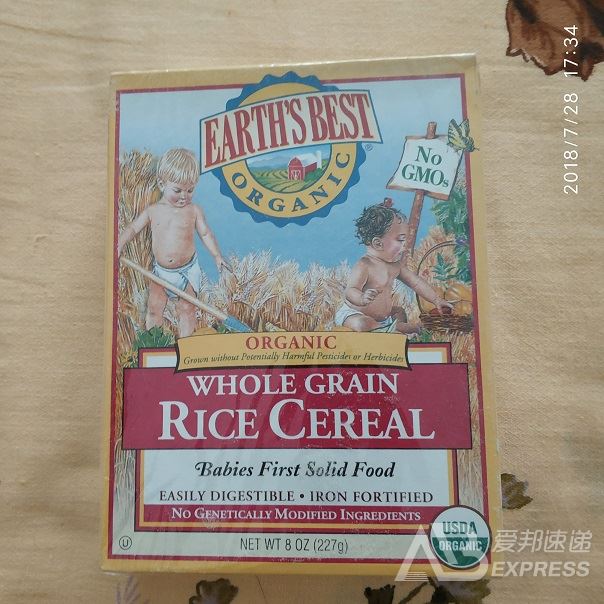 2018/7/28 17:34
EARTH'S BEST
®
ORGANIC
No
GMOs
ORGANIC
Grown without Potentially Harmful Pesticides or Herbicides
WHOLE GRAIN
RICE CEREAL
Babies First Solid Food
EASILY DIGESTIBLE • IRON FORTIFIED
NO GENETICALLY MODIFIED INGREDIENTS
U
NET WT 8 OZ (227g)
USDA
ORGANIC
爱邦速递
AB EXPRESS